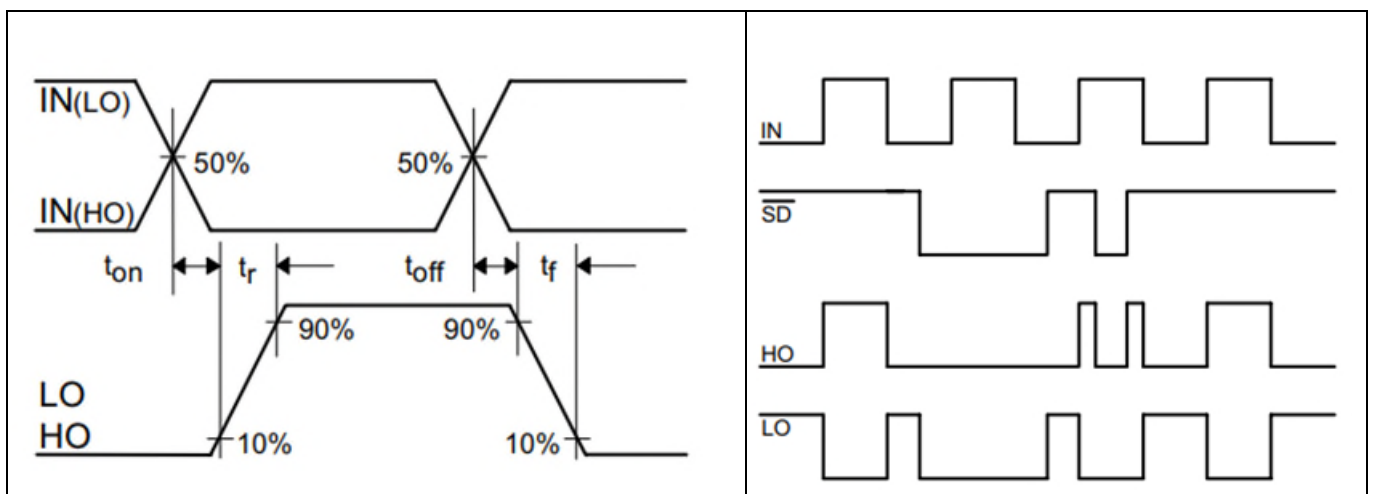 IN(LO)
50% 50%
IN(HO)
ton tr toff tf
90% 90%
LO
HO
10% 10%
IN
SD
HO
LO